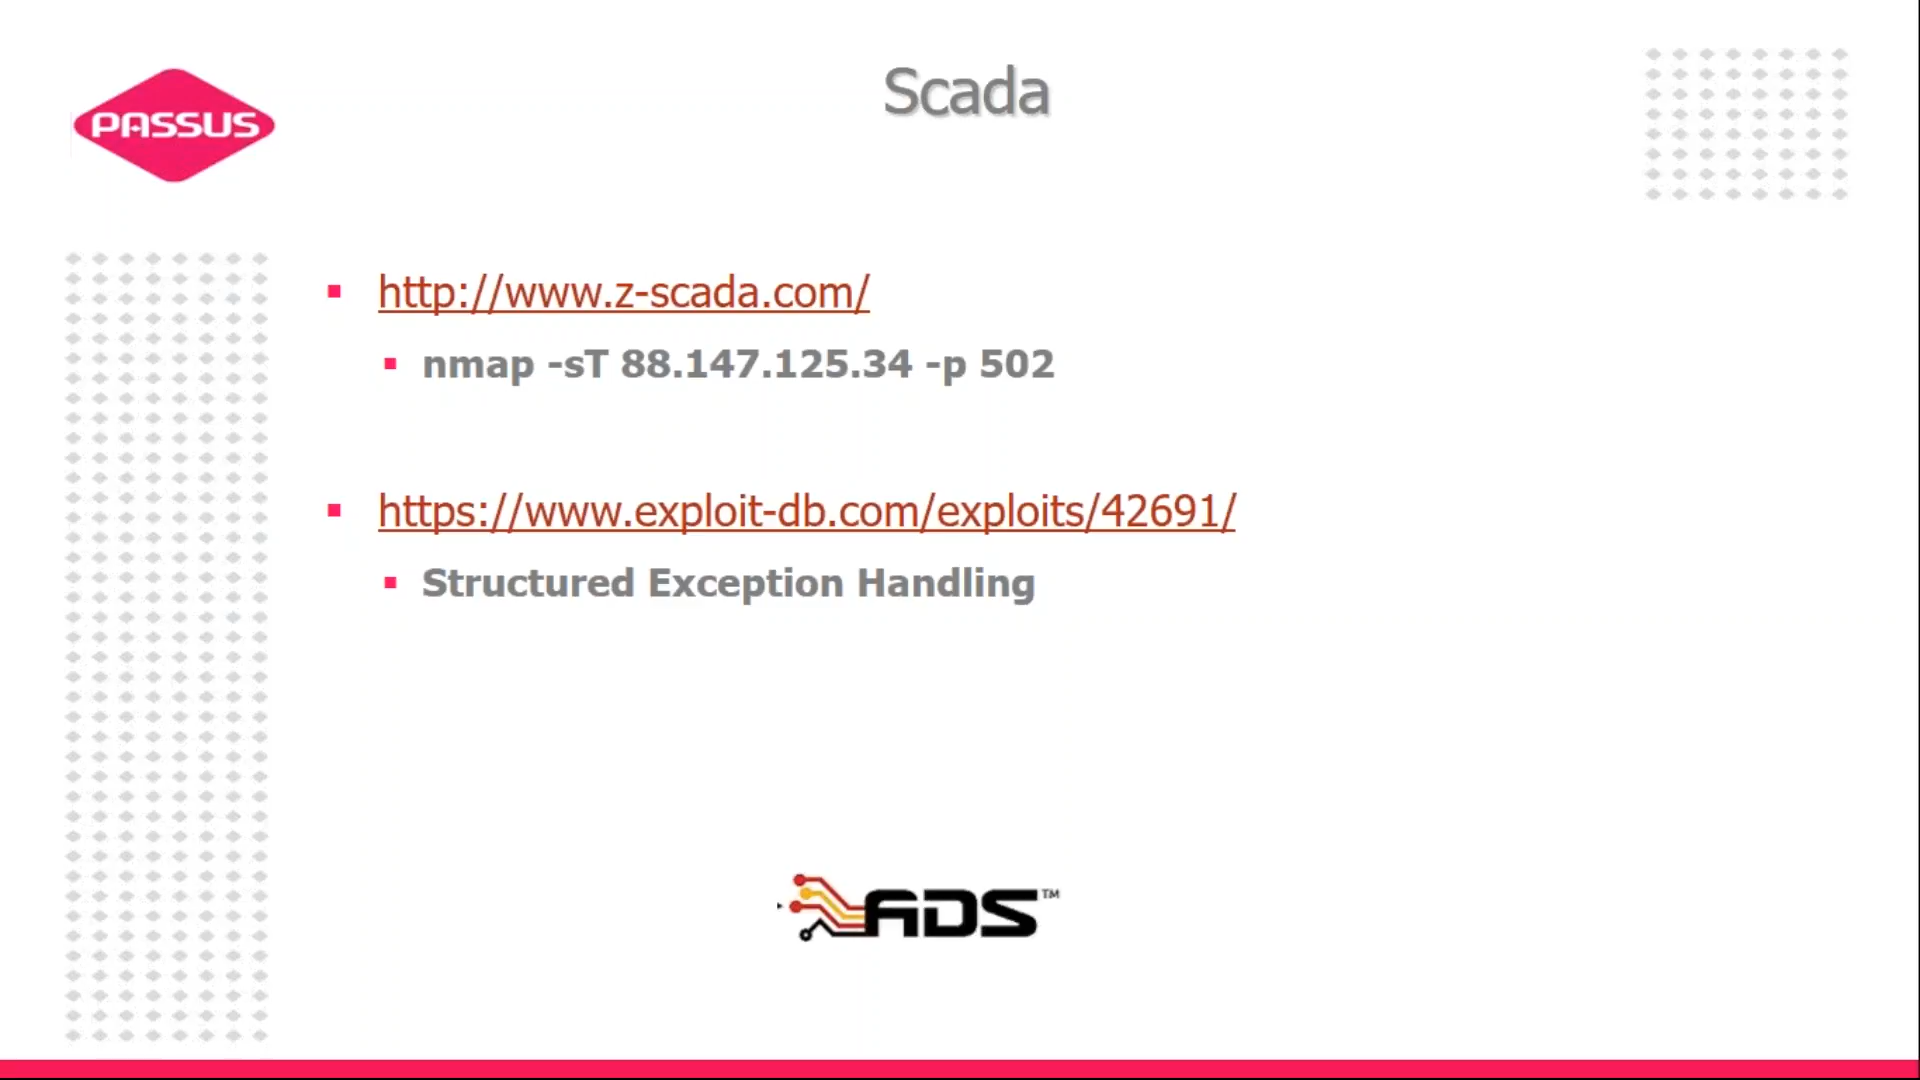 PASSUS
Scada
http://www.z-scada.com/
nmap -sT 88.147.125.34 -p 502
https://www.exploit-db.com/exploits/42691/
Structured Exception Handling
ADS™